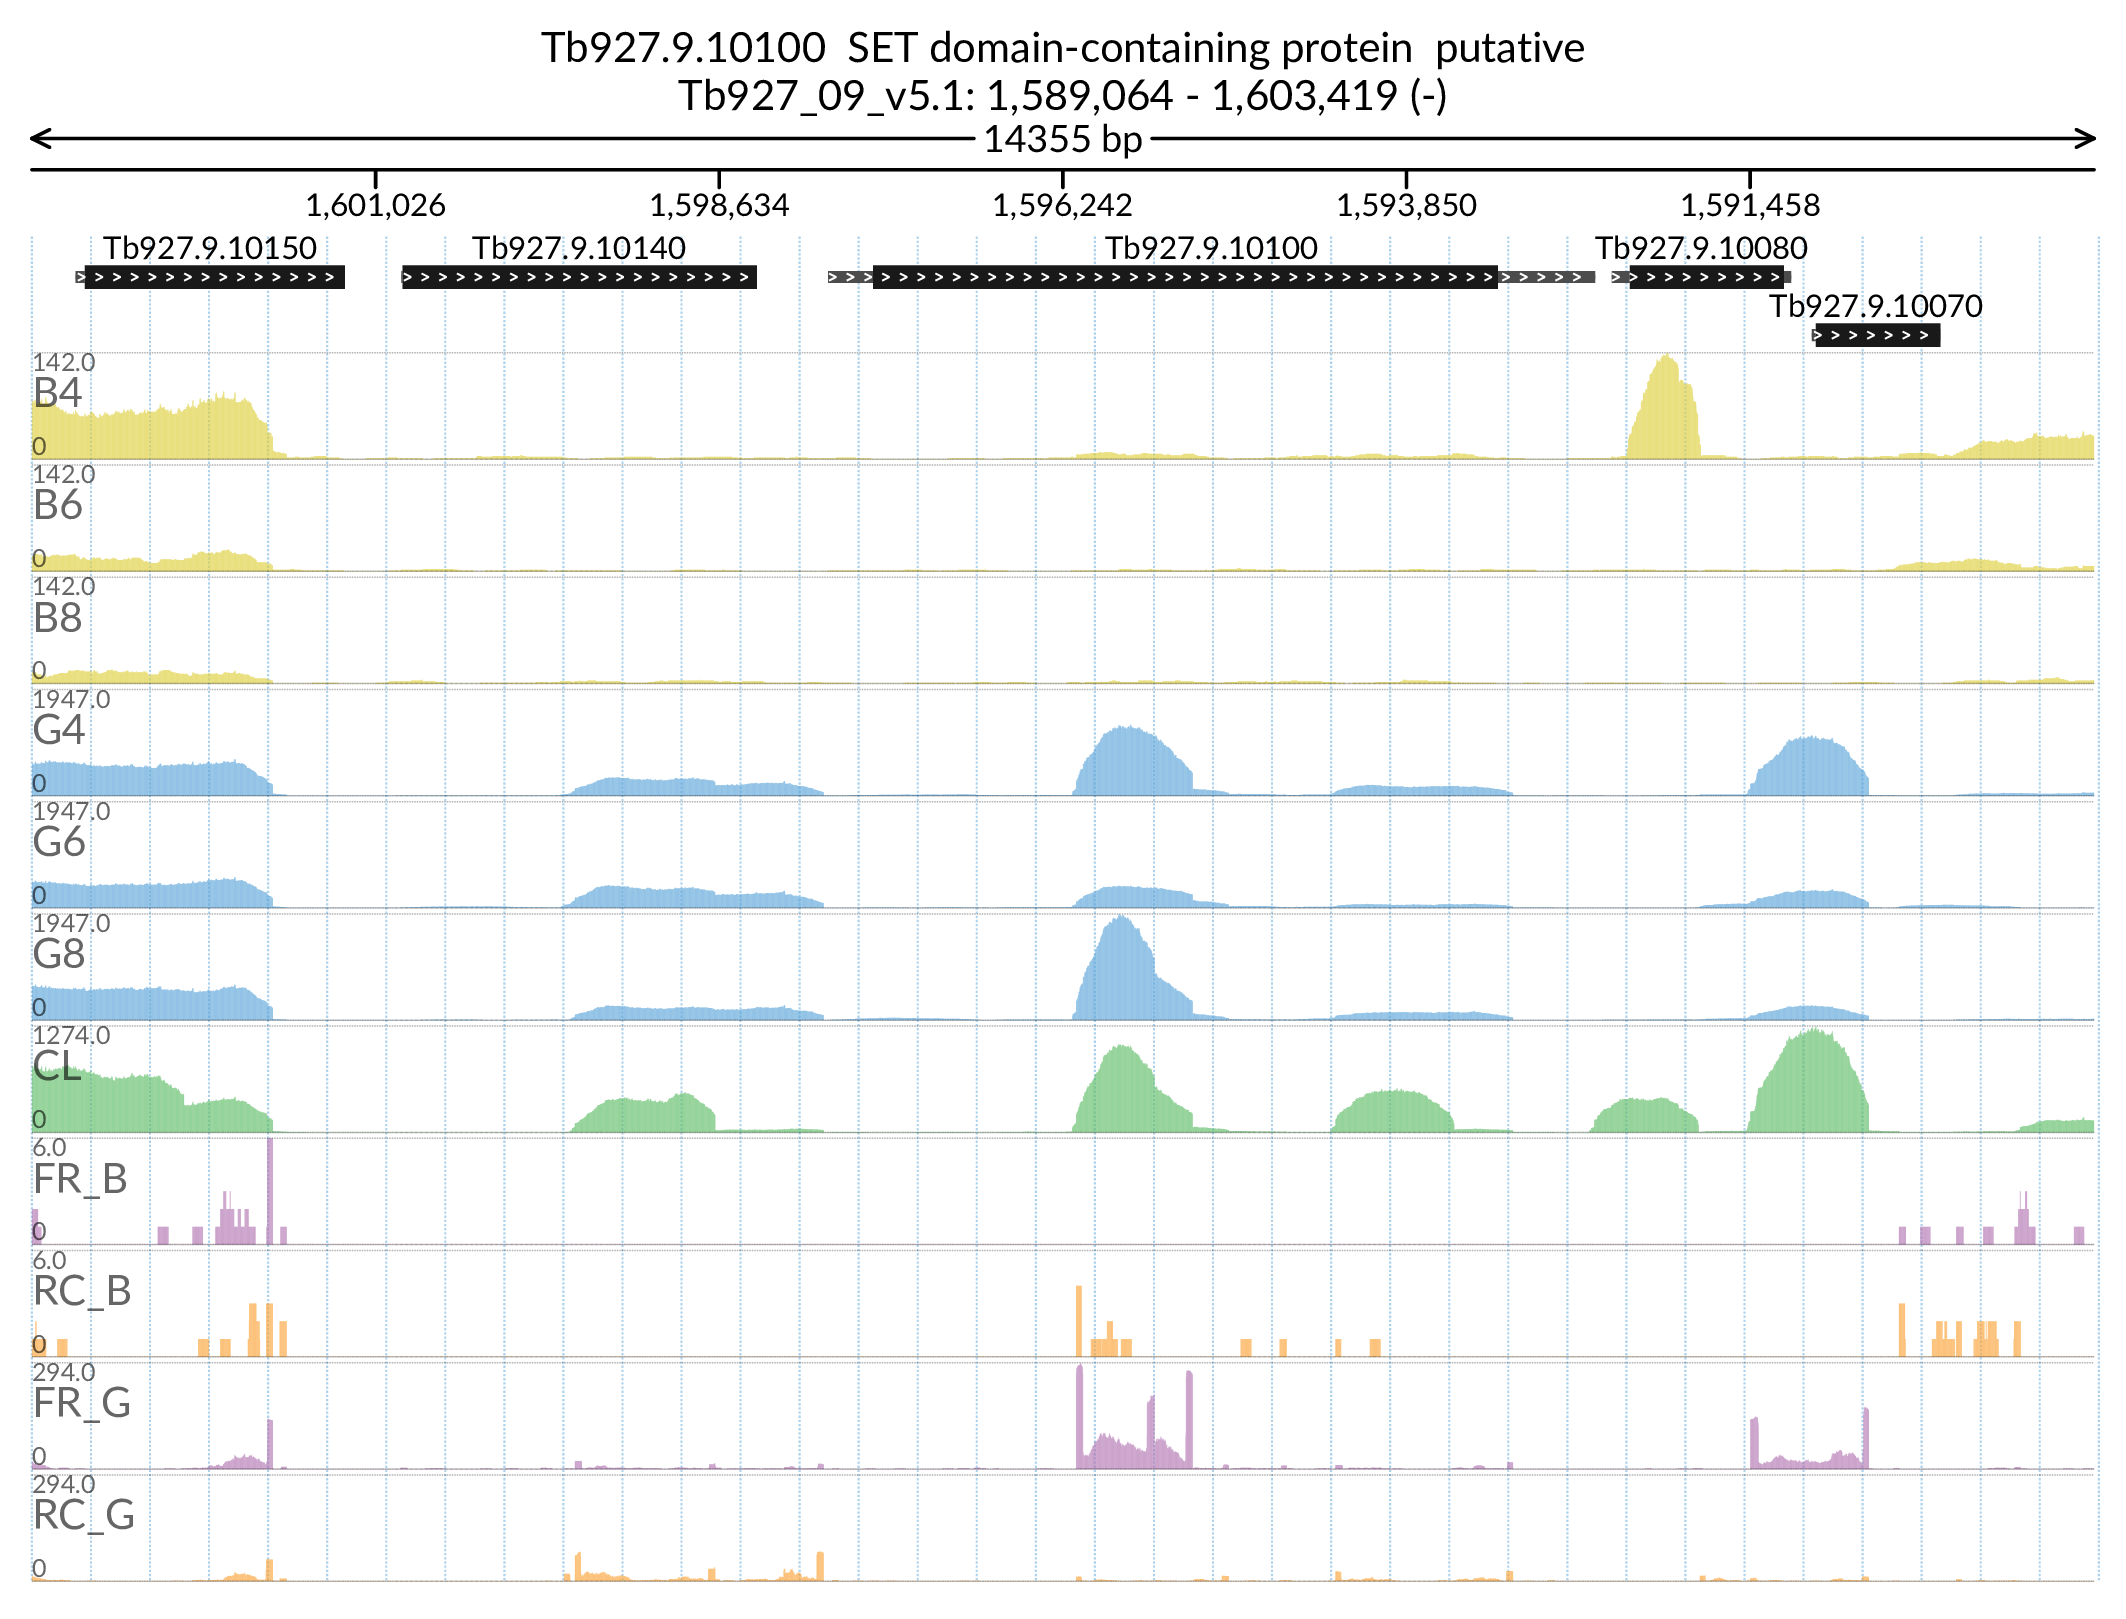 Tb927.9.10100  SET domain-containing protein  putative
Tb927_09_v5.1: 1,589,064 - 1,603,419 (-)
14355 bp
1,601,026 1,598,634 1,596,242 1,593,850 1,591,458
Tb927.9.10150 Tb927.9.10140 Tb927.9.10100 Tb927.9.10080
Tb927.9.10070
142.0
B4
0
142.0
B6
0
142.0
B8
0
1947.0
G4
0
1947.0
G6
0
1947.0
G8
0
1274.0
CL
0
6.0
FR_B
0
6.0
RC_B
0
294.0
FR_G
0
294.0
RC_G
0